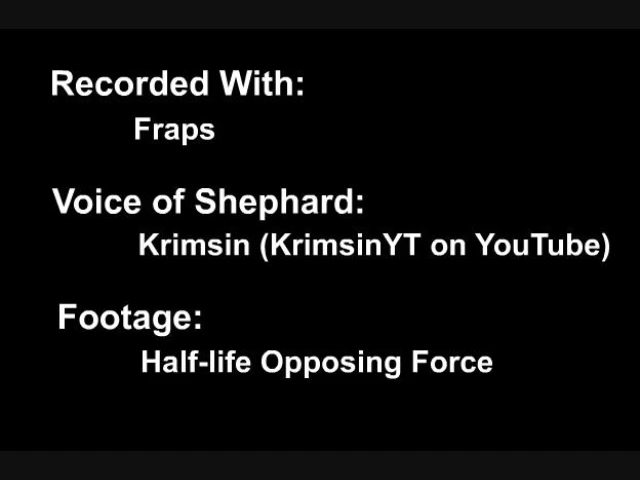 Recorded With:
Fraps
Voice of Shephard:
Krimsin (KrimsinYT on YouTube)
Footage:
Half-life Opposing Force